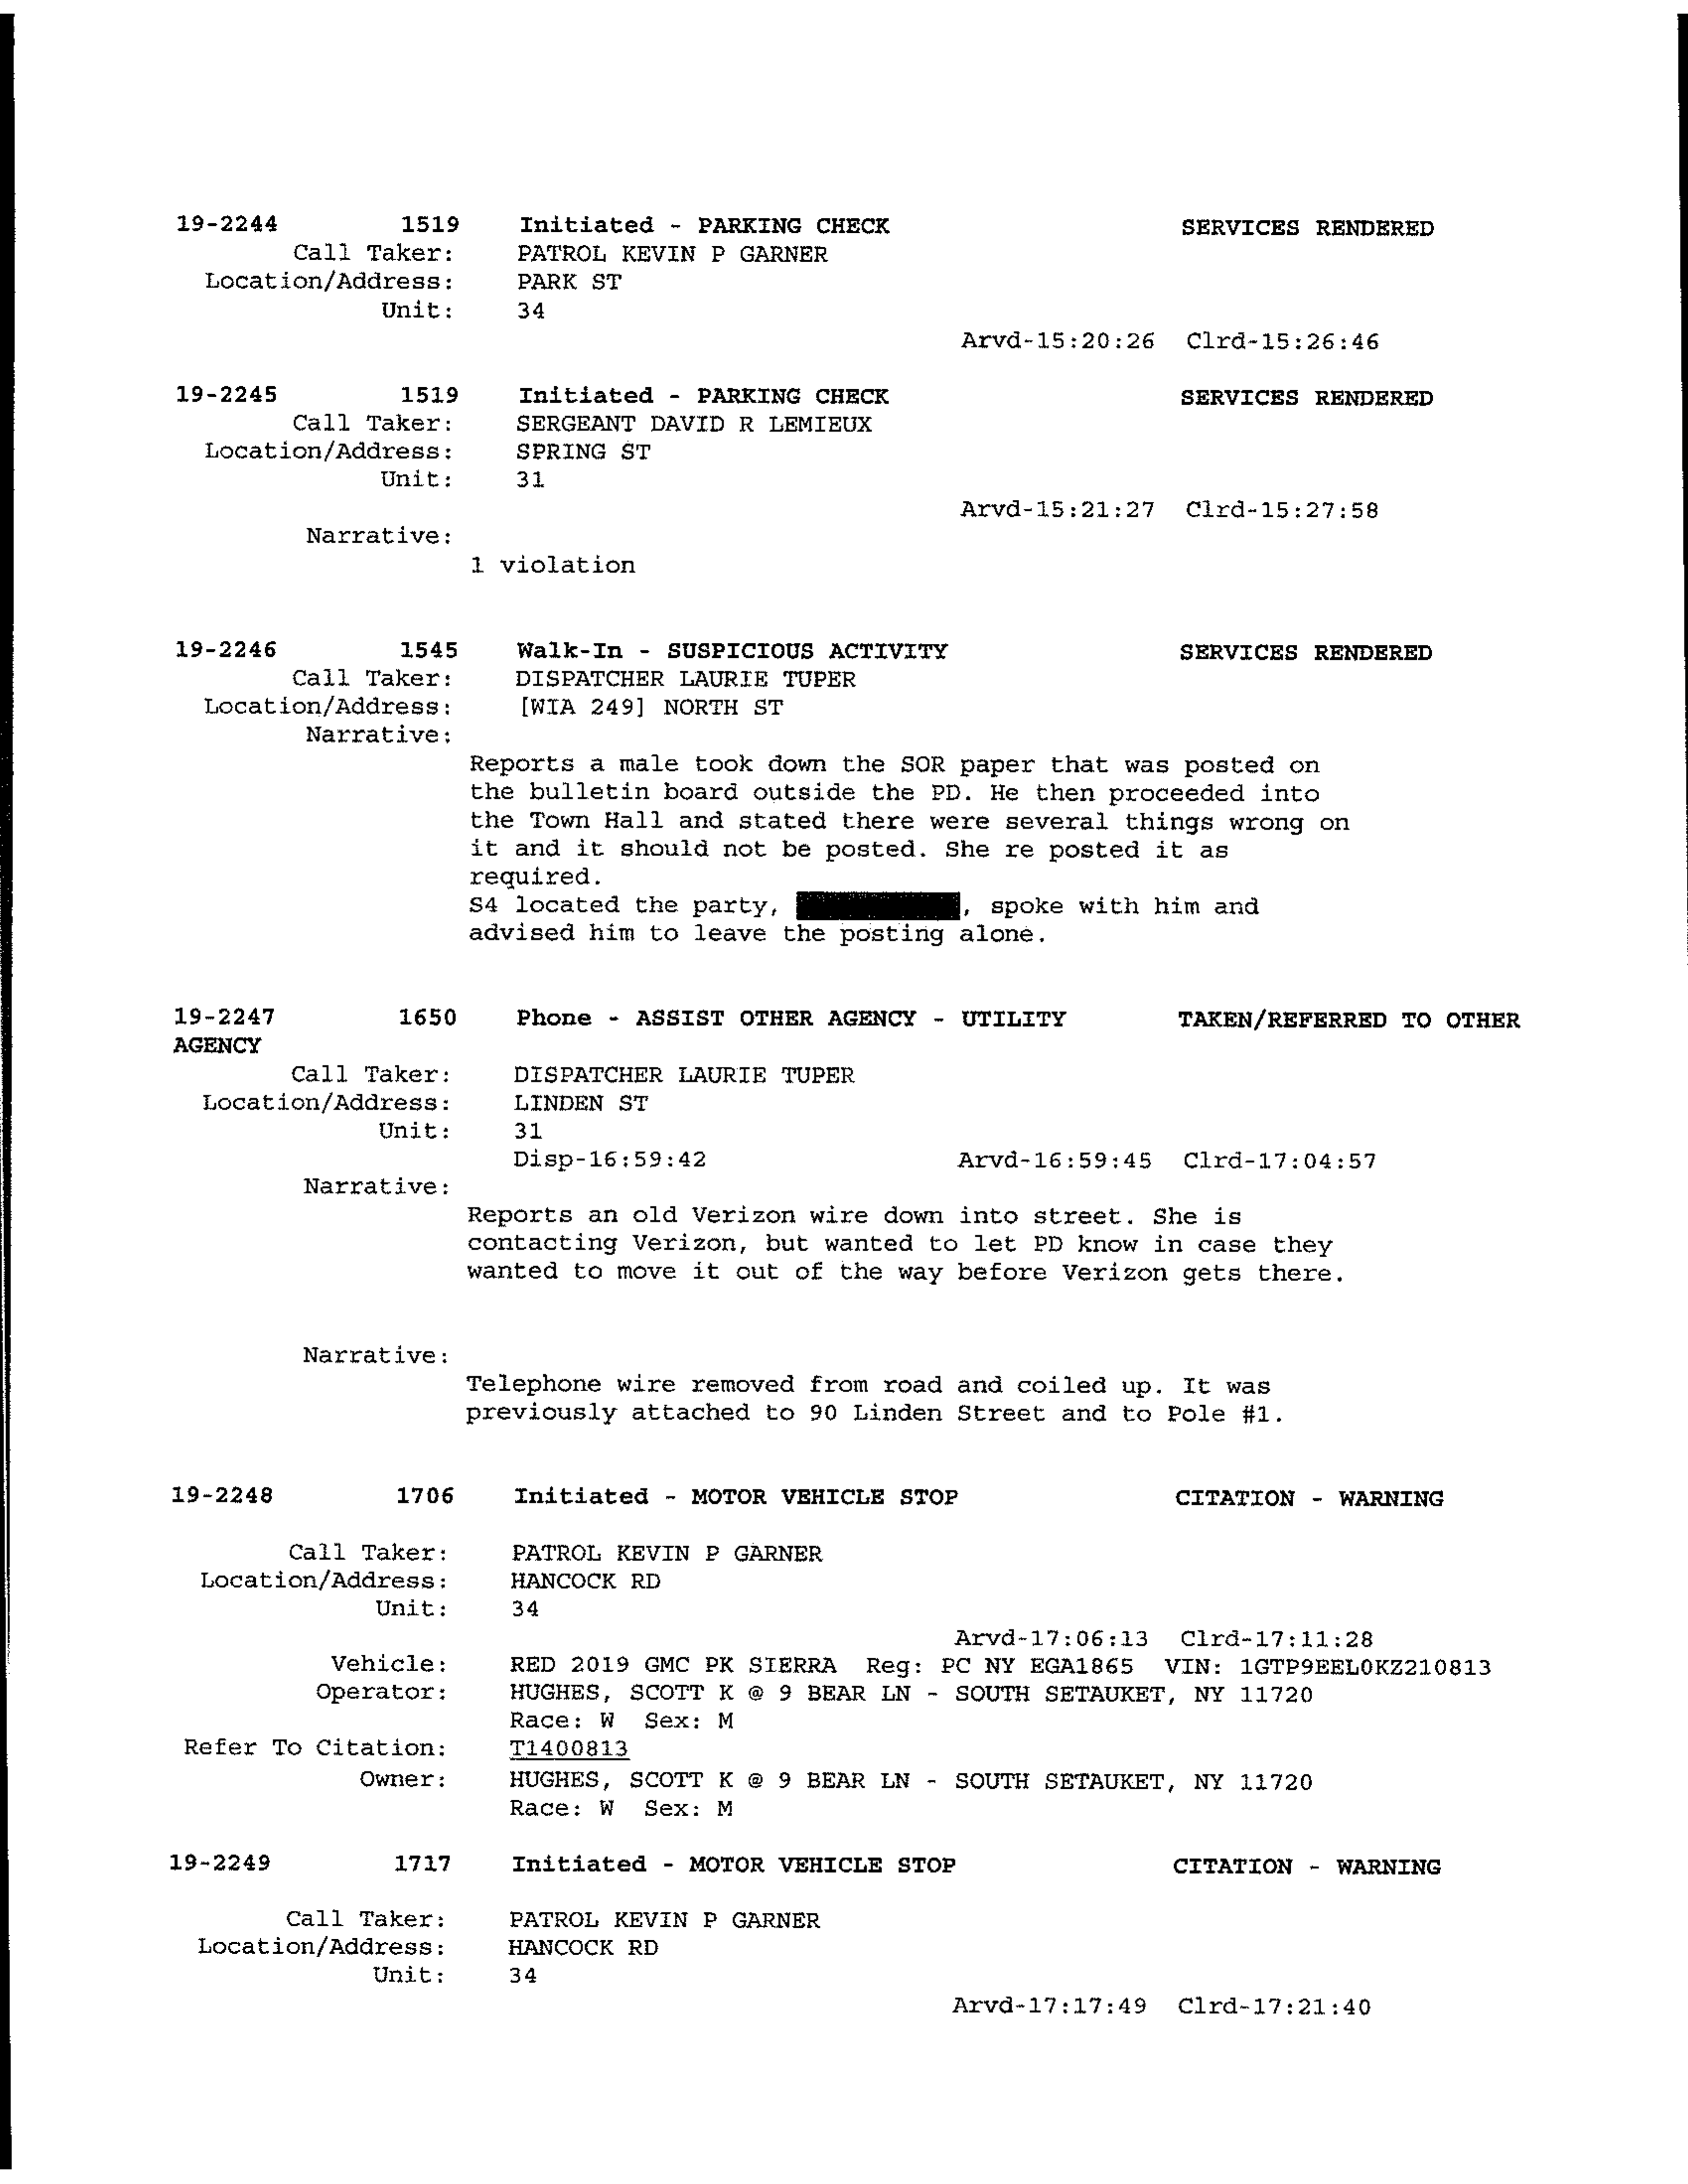 19-2244 1519 Initiated - PARKING CHECK SERVICES RENDERED
Call Taker: PATROL KEVIN P GARNER
Location/Address: PARK ST
Unit: 34
Arvd-15:20:26 Clrd-15:26:46
19-2245 1519 Initiated - PARKING CHECK SERVICES RENDERED
Call Taker: SERGEANT DAVID R LEMIEUX
Location/Address: SPRING ST
Unit: 31
Arvd-15:21:27 Clrd-15:27:58
Narrative:
1 violation
19-2246 1545 Walk-In - SUSPICIOUS ACTIVITY SERVICES RENDERED
Call Taker: DISPATCHER LAURIE TUPER
Location/Address: [WIA 249] NORTH ST
Narrative:
Reports a male took down the SOR paper that was posted on
the bulletin board outside the PD. He then proceeded into
the Town Hall and stated there were several things wrong on
it and it should not be posted. She re posted it as
required.
S4 located the party, , spoke with him and
advised him to leave the posting alone.
19-2247 1650 Phone - ASSIST OTHER AGENCY - UTILITY TAKEN/REFERRED TO OTHER
AGENCY
Call Taker: DISPATCHER LAURIE TUPER
Location/Address: LINDEN ST
Unit: 31
Disp-16:59:42 Arvd-16:59:45 Clrd-17:04:57
Narrative:
Reports an old Verizon wire down into street. She is
contacting Verizon, but wanted to let PD know in case they
wanted to move it out of the way before Verizon gets there.
Narrative:
Telephone wire removed from road and coiled up. It was
previously attached to 90 Linden Street and to Pole #1.
19-2248 1706 Initiated - MOTOR VEHICLE STOP CITATION - WARNING
Call Taker: PATROL KEVIN P GARNER
Location/Address: HANCOCK RD
Unit: 34
Arvd-17:06:13 Clrd-17:11:28
Vehicle: RED 2019 GMC PK SIERRA Reg: PC NY EGA1865 VIN: 1GTP9EEL0KZ210813
Operator: HUGHES, SCOTT K @ 9 BEAR LN - SOUTH SETAUKET, NY 11720
Race: W Sex: M
Refer To Citation: T1400813
Owner: HUGHES, SCOTT K @ 9 BEAR LN - SOUTH SETAUKET, NY 11720
Race: W Sex: M
19-2249 1717 Initiated - MOTOR VEHICLE STOP CITATION - WARNING
Call Taker: PATROL KEVIN P GARNER
Location/Address: HANCOCK RD
Unit: 34
Arvd-17:17:49 Clrd-17:21:40